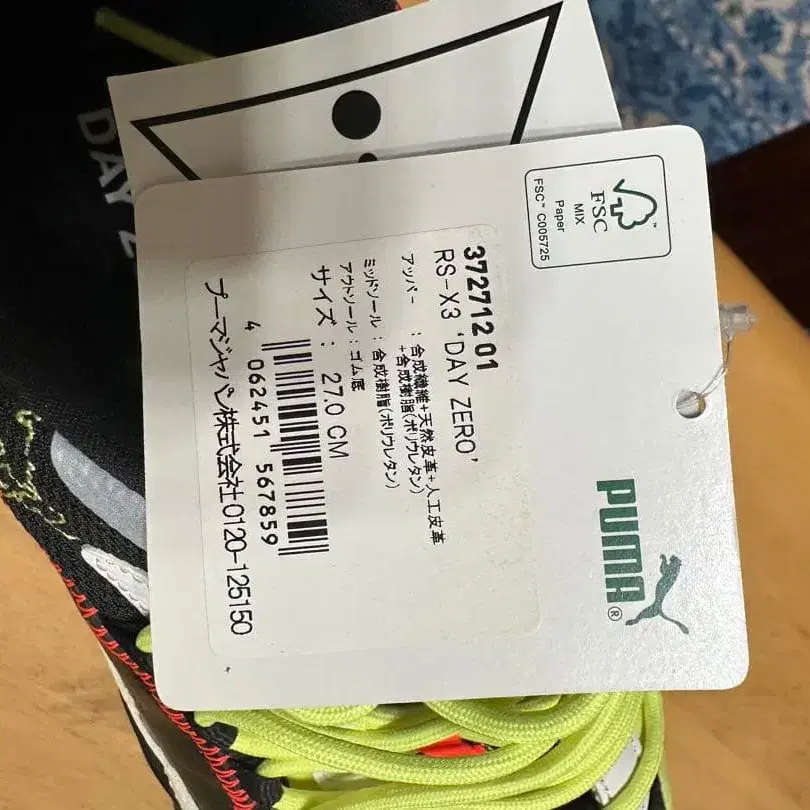 DAY Z
FSC
MIX
Paper
FSC™ C005725
372712 01
RS-X3 'DAY ZERO'
アッパー : 合成繊維+天然皮革+人工皮革
+合成樹脂(ポリウレタン)
ミッドソール : 合成樹脂(ポリウレタン)
アウトソール : ゴム底
サイズ : 27.0 CM
4 062451 567859
プーマジャパン株式会社0120-125150
PUMA®